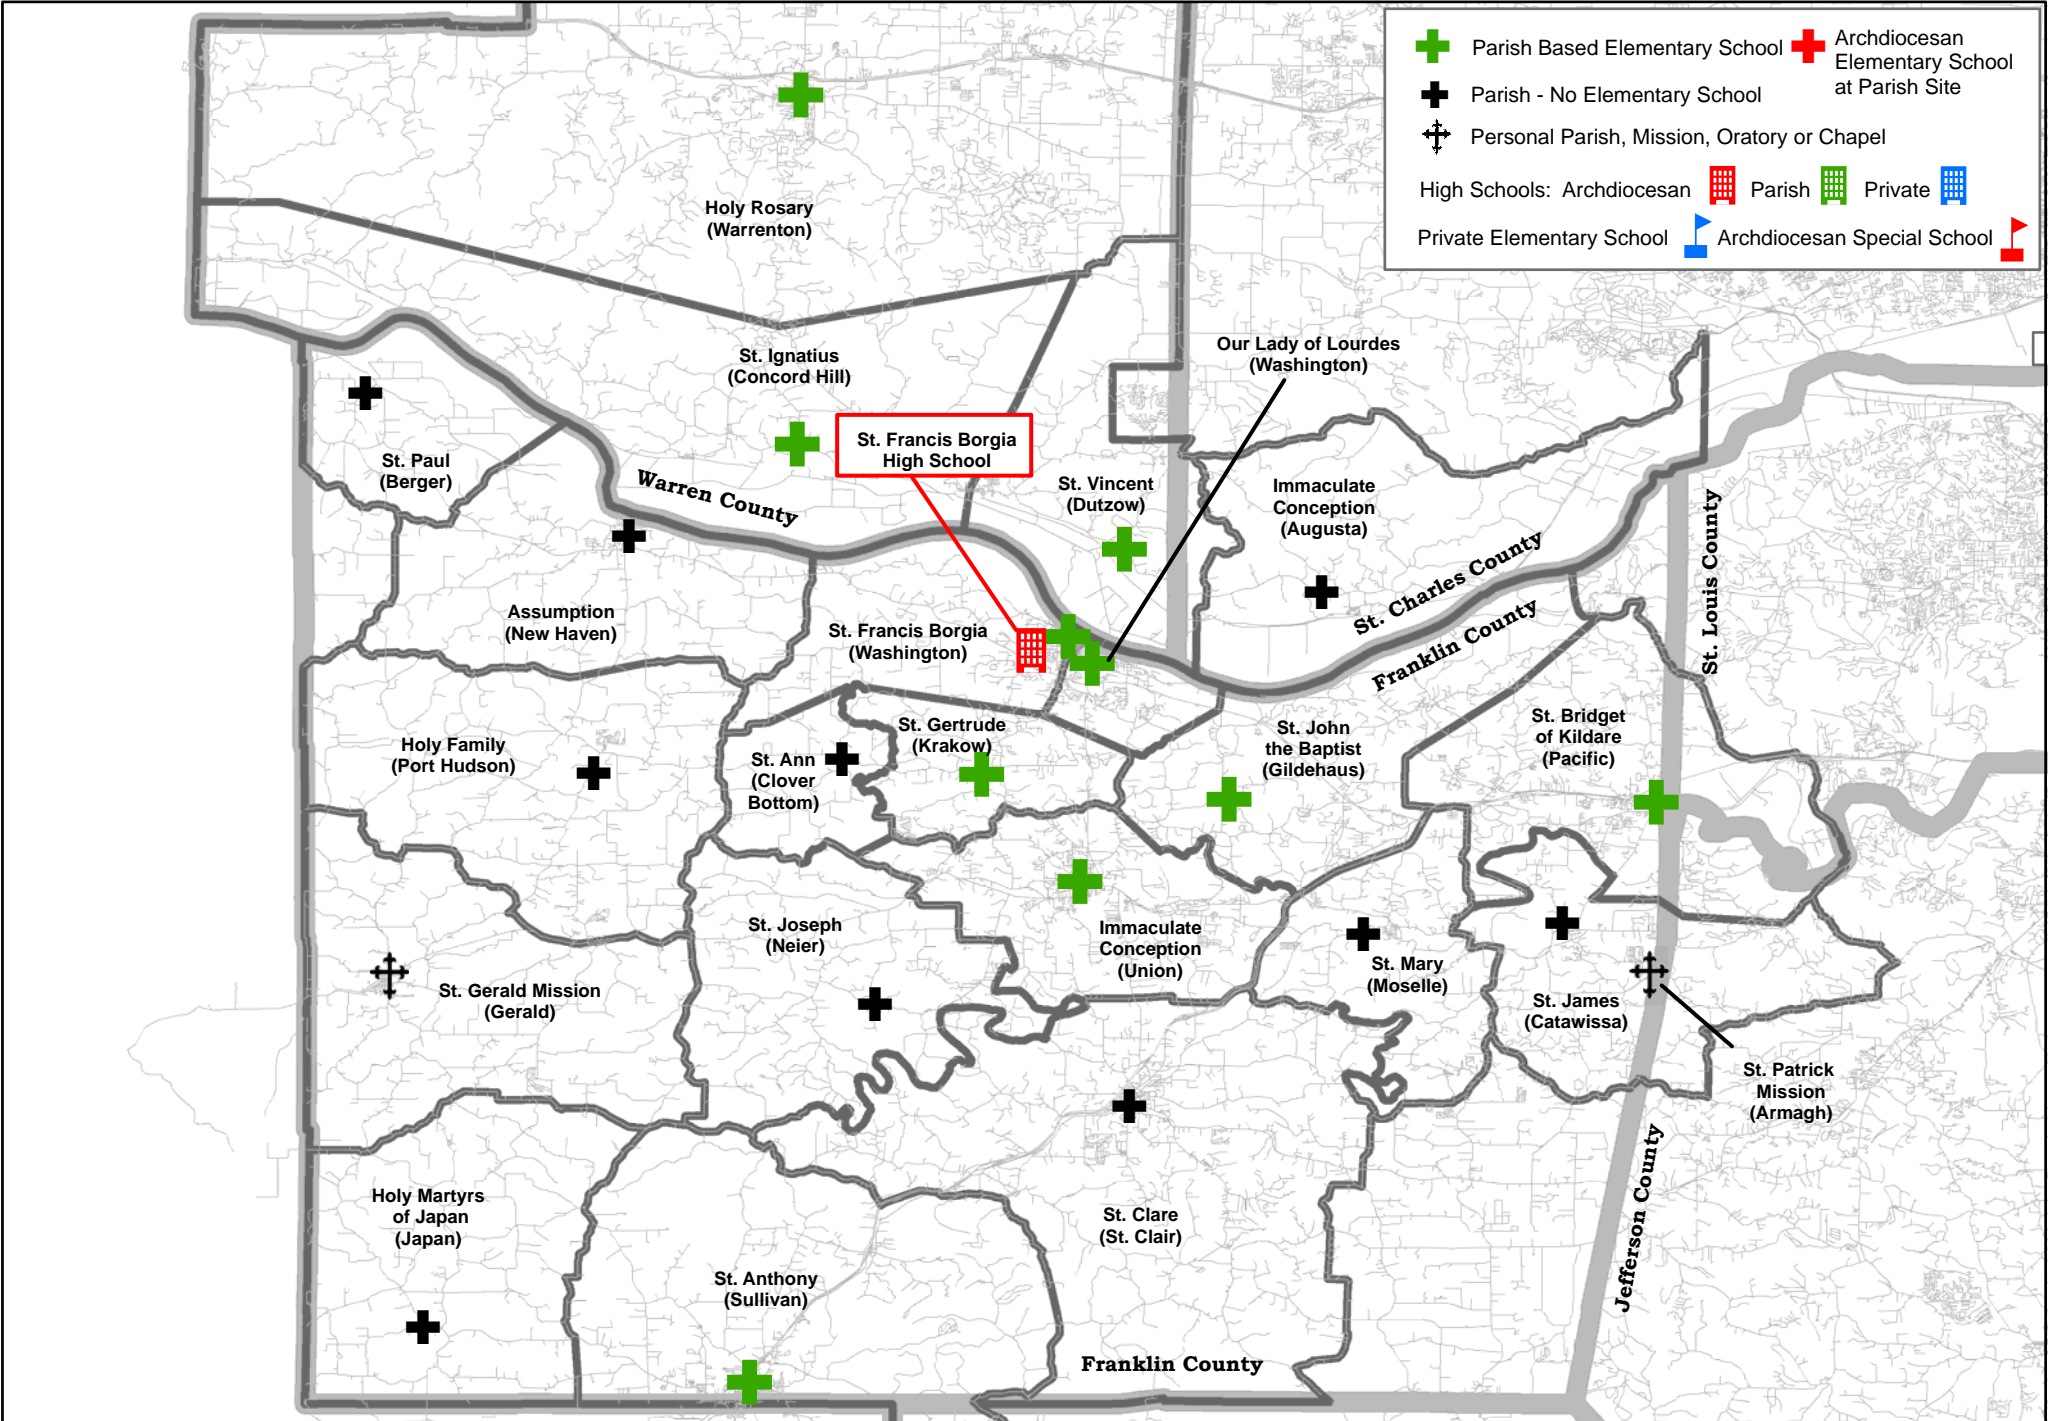 Parish Based Elementary School
Archdiocesan
Elementary School
at Parish Site
Parish - No Elementary School
Personal Parish, Mission, Oratory or Chapel
High Schools: Archdiocesan
Parish
Private
Private Elementary School
Archdiocesan Special School
Holy Rosary
(Warrenton)
St. Ignatius
(Concord Hill)
Our Lady of Lourdes
(Washington)
St. Francis Borgia
High School
St. Paul
(Berger)
Warren County
St. Vincent
(Dutzow)
Immaculate
Conception
(Augusta)
St. Charles County
Franklin County
St. Louis County
Assumption
(New Haven)
St. Francis Borgia
(Washington)
Holy Family
(Port Hudson)
St. Ann
(Clover
Bottom)
St. Gertrude
(Krakow)
St. John
the Baptist
(Gildehaus)
St. Bridget
of Kildare
(Pacific)
St. Joseph
(Neier)
Immaculate
Conception
(Union)
St. Mary
(Moselle)
St. Gerald Mission
(Gerald)
St. James
(Catawissa)
St. Patrick
Mission
(Armagh)
Holy Martyrs
of Japan
(Japan)
St. Clare
(St. Clair)
Jefferson County
St. Anthony
(Sullivan)
Franklin County